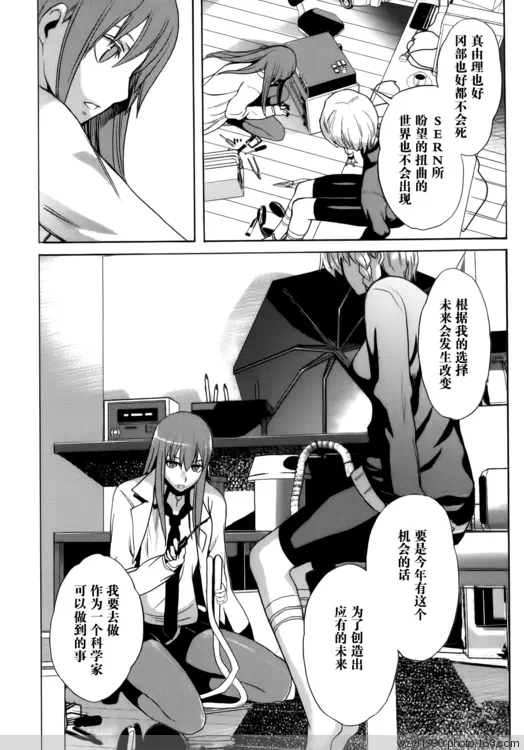 真由理也好
冈部也好都不会死
SERN所
盼望的扭曲的
世界也不会出现
根据我的选择
未来会发生改变
要是今年有这个
机会的话
为了创造出
应有的未来
我要去做
作为一个科学家
可以做到的事